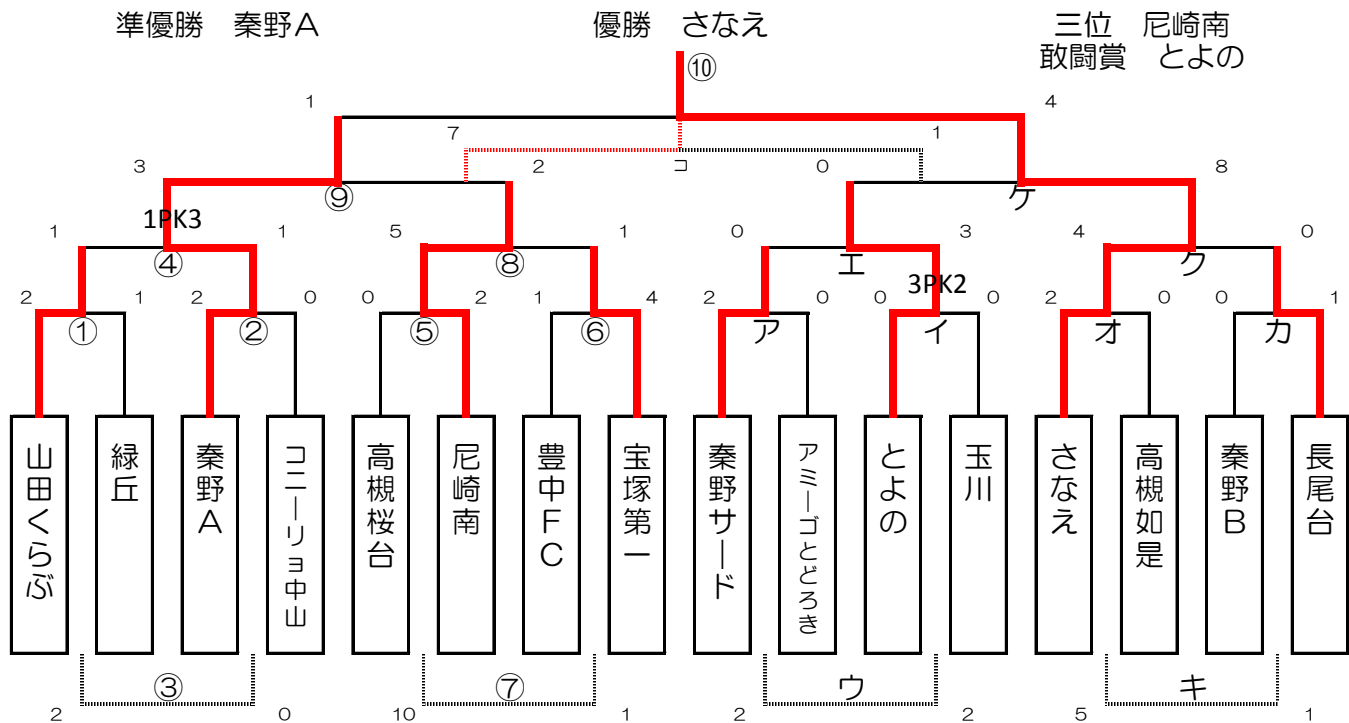 準優勝　秦野A
優勝　さなえ
三位　尼崎南
敢闘賞　とよの
⑩
1
4
7
1
3
2
コ
0
8
⑨
ケ
1
1PK3
1
5
1
0
3
4
0
④
⑧
エ
ク
2
1
2
0
0
2
1
4
2
0
0
3PK2
0
2
0
0
1
①
②
⑤
⑥
ア
イ
オ
カ
山田くらぶ
緑丘
秦野A
コニーリョ中山
高槻桜台
尼崎南
豊中FC
宝塚第一
秦野サード
アミーゴとどろき
とよの
玉川
さなえ
高槻如是
秦野B
長尾台
③
⑦
ウ
キ
2
0
10
1
2
2
5
1